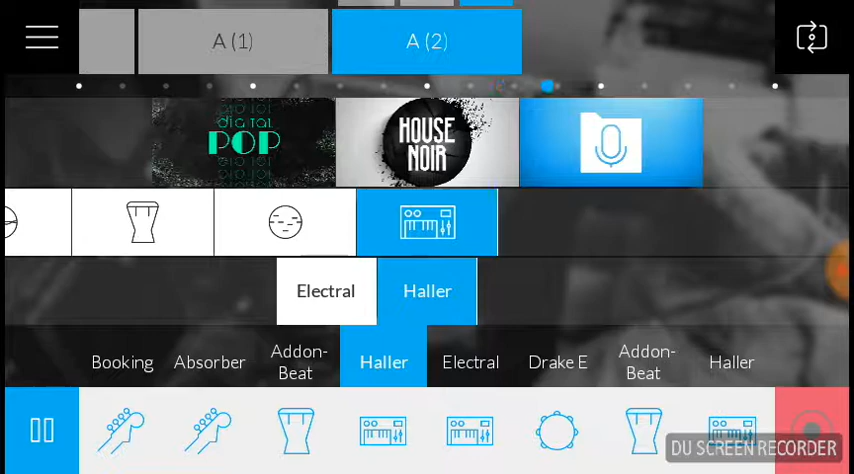 A (1)
A (2)
digital
POP
HOUSE
NOIR
Electral
Haller
Booking
Absorber
Addon-
Beat
Haller
Electral
Drake E
Addon-
Beat
Haller
DU SCREEN RECORDER